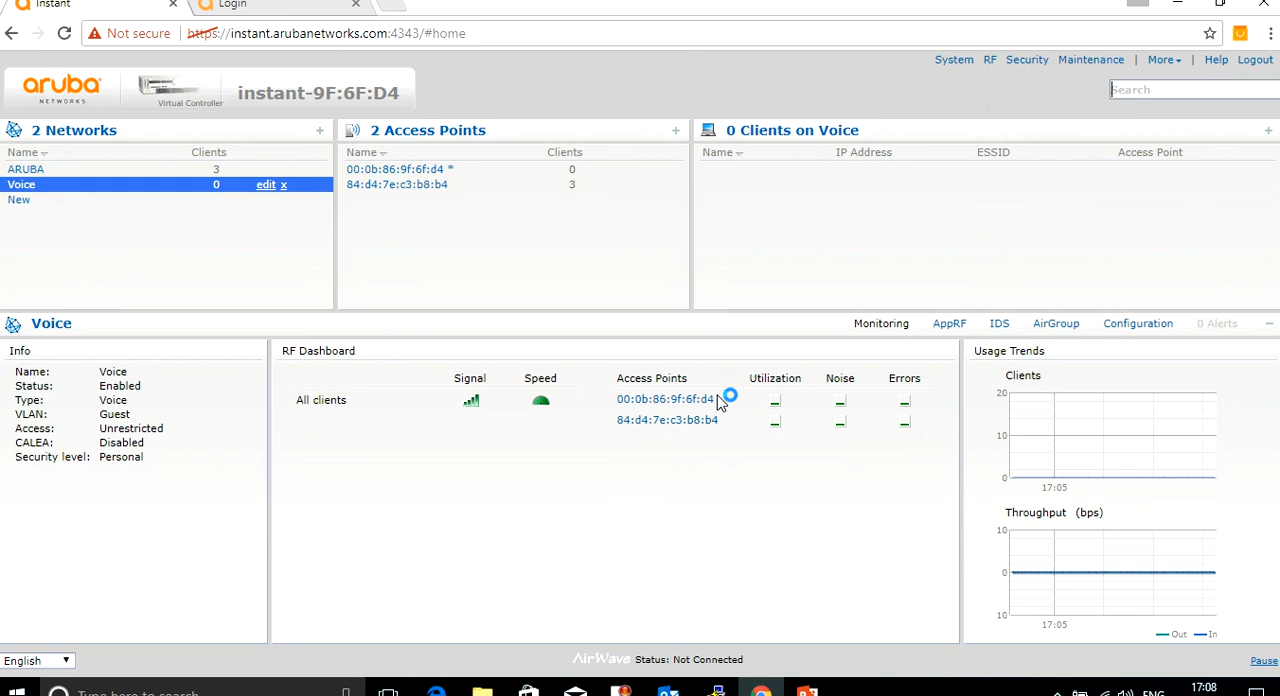 Instant
Login
Not secure https://instant.arubanetworks.com:4343/#home
System RF Security Maintenance | More | Help Logout
aruba
NETWORKS
Virtual Controller
instant-9F:6F:D4
Search
2 Networks +
Name Clients
ARUBA 3
Voice 0 edit x
New
2 Access Points +
Name Clients
00:0b:86:9f:6f:d4 * 0
84:d4:7e:c3:b8:b4 3
0 Clients on Voice +
Name IP Address ESSID Access Point
Voice
Monitoring AppRF IDS AirGroup Configuration 0 Alerts
Info
Name: Voice
Status: Enabled
Type: Voice
VLAN: Guest
Access: Unrestricted
CALEA: Disabled
Security level: Personal
RF Dashboard
Signal Speed Access Points Utilization Noise Errors
All clients 00:0b:86:9f:6f:d4
84:d4:7e:c3:b8:b4
Usage Trends
Clients
20
10
0
17:05
Throughput (bps)
10
0
10
17:05
Out In
English
AirWave Status: Not Connected
Pause
Type here to search
ENG
17:08